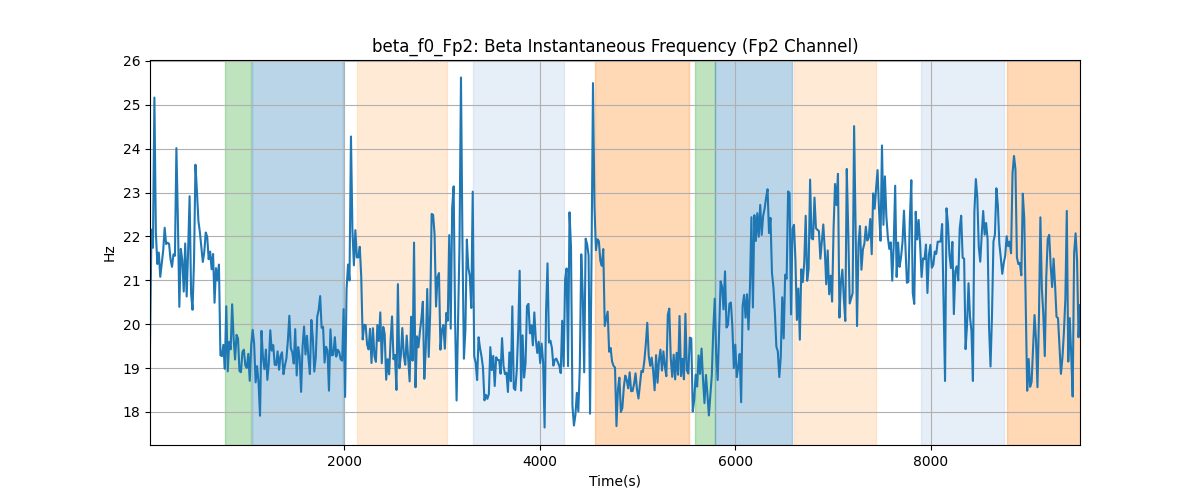 beta_f0_Fp2: Beta Instantaneous Frequency (Fp2 Channel)
26
25
24
23
22
21
20
19
18
Hz
2000 4000 6000 8000
Time(s)